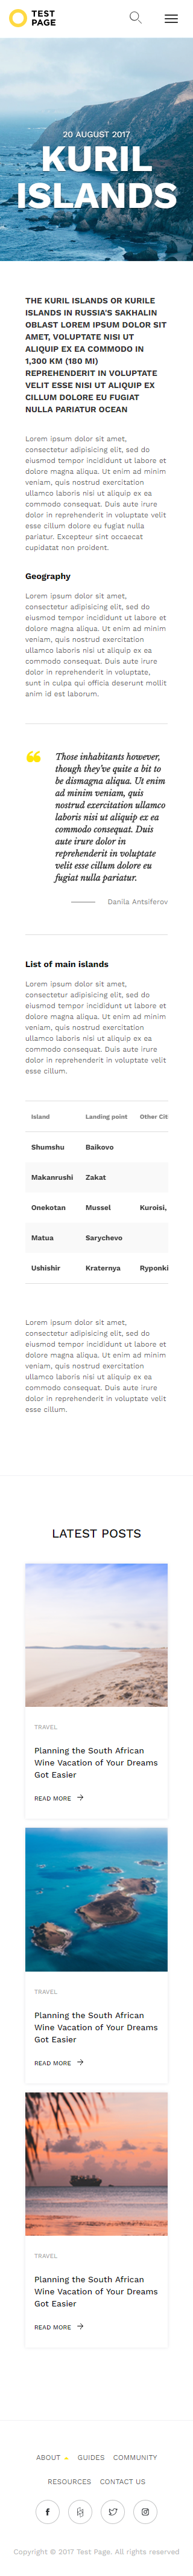 TEST
PAGE
20 AUGUST 2017
KURIL
ISLANDS
THE KURIL ISLANDS OR KURILE
ISLANDS IN RUSSIA'S SAKHALIN
OBLAST LOREM IPSUM DOLOR SIT
AMET, VOLUPTATE NISI UT
ALIQUIP EX EA COMMODO IN
1,300 KM (180 MI)
REPREHENDERIT IN VOLUPTATE
VELIT ESSE NISI UT ALIQUIP EX
CILLUM DOLORE EU FUGIAT
NULLA PARIATUR OCEAN
Lorem ipsum dolor sit amet,
consectetur adipisicing elit, sed do
eiusmod tempor incididunt ut labore et
dolore magna aliqua. Ut enim ad minim
veniam, quis nostrud exercitation
ullamco laboris nisi ut aliquip ex ea
commodo consequat. Duis aute irure
dolor in reprehenderit in voluptate velit
esse cillum dolore eu fugiat nulla
pariatur. Excepteur sint occaecat
cupidatat non proident.
Geography
Lorem ipsum dolor sit amet,
consectetur adipisicing elit, sed do
eiusmod tempor incididunt ut labore et
dolore magna aliqua. Ut enim ad minim
veniam, quis nostrud exercitation
ullamco laboris nisi ut aliquip ex ea
commodo consequat. Duis aute irure
dolor in reprehenderit in voluptate,
sunt in culpa qui officia deserunt mollit
anim id est laborum.
Those inhabitants however,
though they've quite a bit to
be dismagna aliqua. Ut enim
ad minim veniam, quis
nostrud exercitation ullamco
laboris nisi ut aliquip ex ea
commodo consequat. Duis
aute irure dolor in
reprehenderit in voluptate
velit esse cillum dolore eu
fugiat nulla pariatur.
Danila Antsiferov
List of main islands
Lorem ipsum dolor sit amet,
consectetur adipisicing elit, sed do
eiusmod tempor incididunt ut labore et
dolore magna aliqua. Ut enim ad minim
veniam, quis nostrud exercitation
ullamco laboris nisi ut aliquip ex ea
commodo consequat. Duis aute irure
dolor in reprehenderit in voluptate velit
esse cillum.
Island Landing point Other Cit
Shumshu Baikovo
Makanrushi Zakat
Onekotan Mussel Kuroisi,
Matua Sarychevo
Ushishir Kraternya Ryponki
Lorem ipsum dolor sit amet,
consectetur adipisicing elit, sed do
eiusmod tempor incididunt ut labore et
dolore magna aliqua. Ut enim ad minim
veniam, quis nostrud exercitation
ullamco laboris nisi ut aliquip ex ea
commodo consequat. Duis aute irure
dolor in reprehenderit in voluptate velit
esse cillum.
LATEST POSTS
TRAVEL
Planning the South African
Wine Vacation of Your Dreams
Got Easier
READ MORE
TRAVEL
Planning the South African
Wine Vacation of Your Dreams
Got Easier
READ MORE
TRAVEL
Planning the South African
Wine Vacation of Your Dreams
Got Easier
READ MORE
ABOUT GUIDES COMMUNITY
RESOURCES CONTACT US
Copyright © 2017 Test Page. All rights reserved